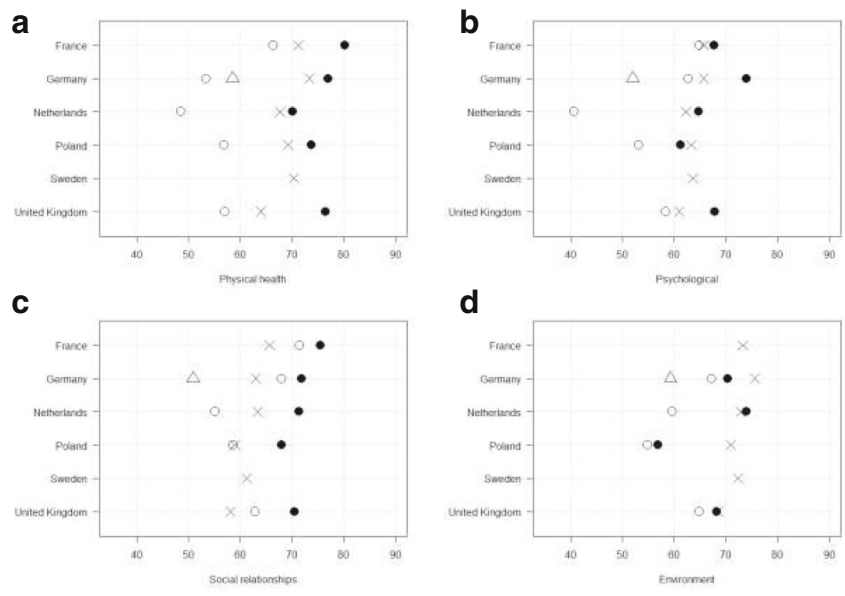 a
France
Germany
Netherlands
Poland
Sweden
United Kingdom
40 50 60 70 80 90
Physical health
b
France
Germany
Netherlands
Poland
Sweden
United Kingdom
40 50 60 70 80 90
Psychological
c
France
Germany
Netherlands
Poland
Sweden
United Kingdom
40 50 60 70 80 90
Social relationships
d
France
Germany
Netherlands
Poland
Sweden
United Kingdom
40 50 60 70 80 90
Environment